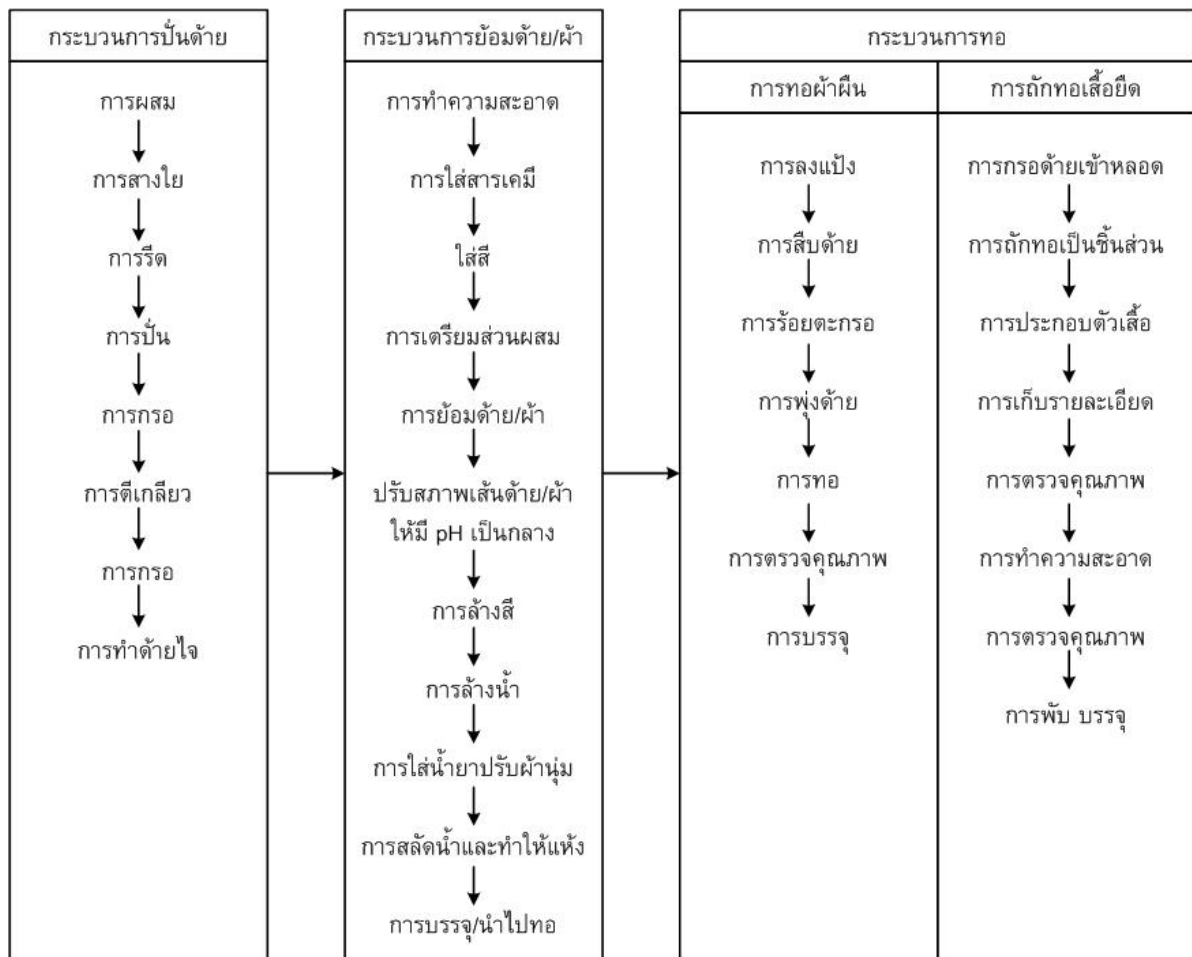 กระบวนการปั่นด้าย
การผสม
การสางใย
การรีด
การปั่น
การกรอ
การตีเกลียว
การกรอ
การทำด้ายไจ
กระบวนการย้อมด้าย/ผ้า
การทำความสะอาด
การใส่สารเคมี
ใส่สี
การเตรียมส่วนผสม
การย้อมด้าย/ผ้า
ปรับสภาพเส้นด้าย/ผ้า
ให้มี pH เป็นกลาง
การล้างสี
การล้างน้ำ
การใส่น้ำยาปรับผ้านุ่ม
การสลัดน้ำและทำให้แห้ง
การบรรจุ/นำไปทอ
กระบวนการทอ
การทอผ้าผืน
การลงแป้ง
การสืบด้าย
การร้อยตะกรอ
การพุ่งด้าย
การทอ
การตรวจคุณภาพ
การบรรจุ
การถักทอเสื้อยืด
การกรอด้ายเข้าหลอด
การถักทอเป็นชิ้นส่วน
การประกอบตัวเสื้อ
การเก็บรายละเอียด
การตรวจคุณภาพ
การทำความสะอาด
การตรวจคุณภาพ
การพับ บรรจุ